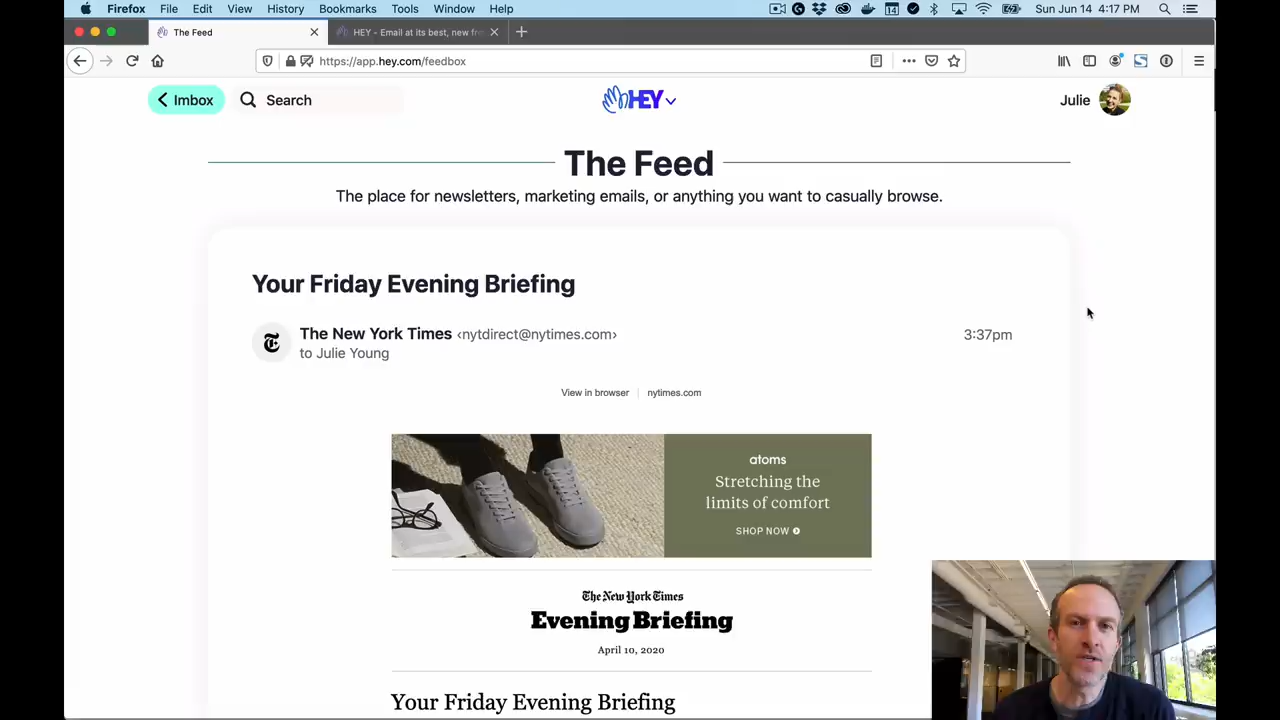 Firefox File Edit View History Bookmarks Tools Window Help 14 Sun Jun 14 4:17 PM
The Feed
HEY - Email at its best, new fre
https://app.hey.com/feedbox
Imbox Search HEY Julie
The Feed
The place for newsletters, marketing emails, or anything you want to casually browse.
Your Friday Evening Briefing
The New York Times <nytdirect@nytimes.com> 3:37pm
to Julie Young
View in browser | nytimes.com
atoms
Stretching the
limits of comfort
SHOP NOW
The New York Times
Evening Briefing
April 10, 2020
Your Friday Evening Briefing